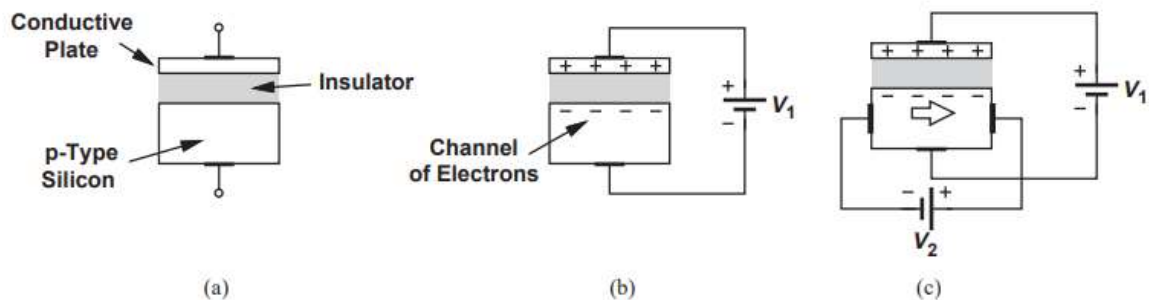 Conductive
Plate
Insulator
p-Type
Silicon
+ + + +
− − − −
Channel
of Electrons
+
−
V1
+ + + +
− − − −
+
−
V1
− +
V2
(a) (b) (c)